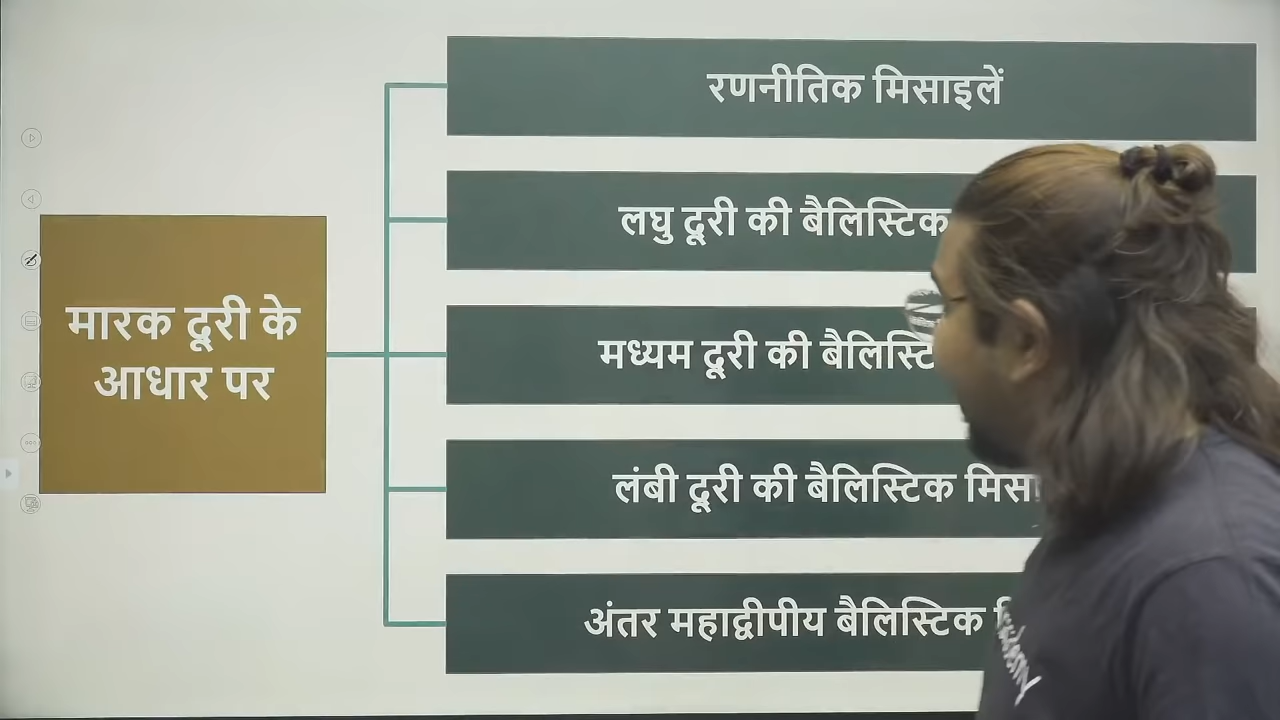 रणनीतिक मिसाइलें
लघु दूरी की बैलिस्टिक
मारक दूरी के
आधार पर
मध्यम दूरी की
लंबी दूरी की बैलिस्टिक
अंतर महाद्वीपीय बैलिस्टिक